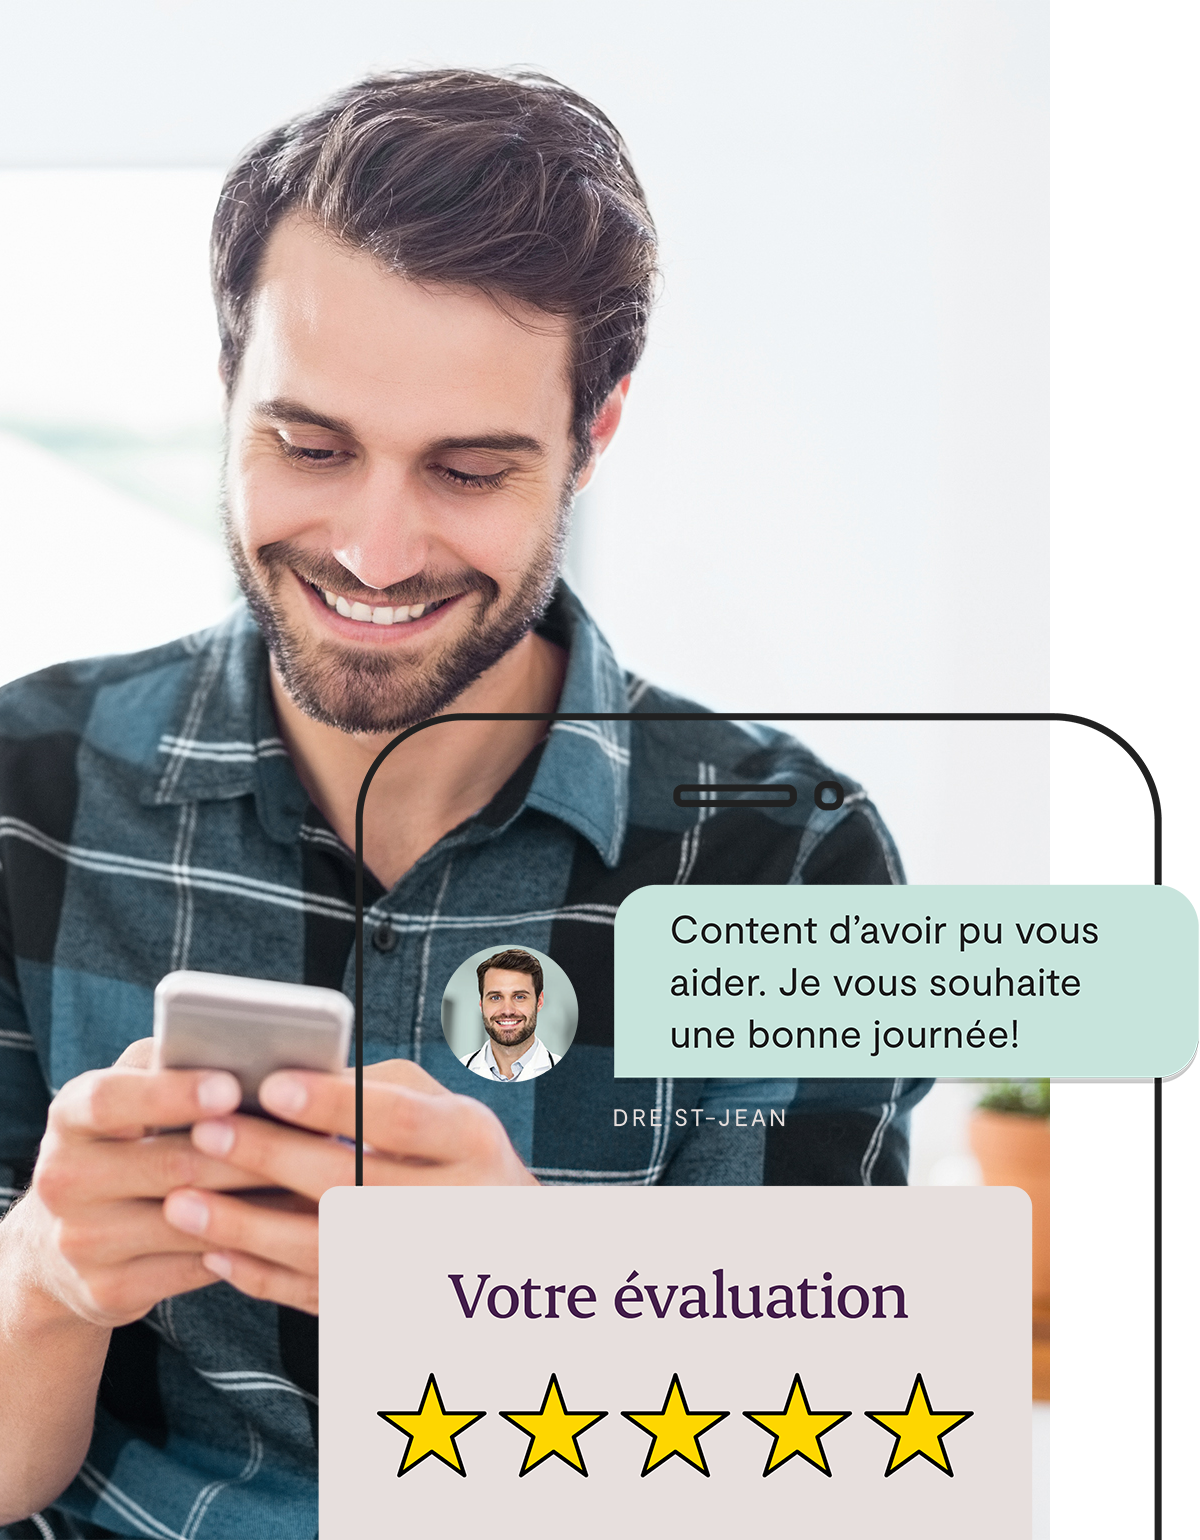 Content d’avoir pu vous
aider. Je vous souhaite
une bonne journée!
DRE ST-JEAN
Votre évaluation